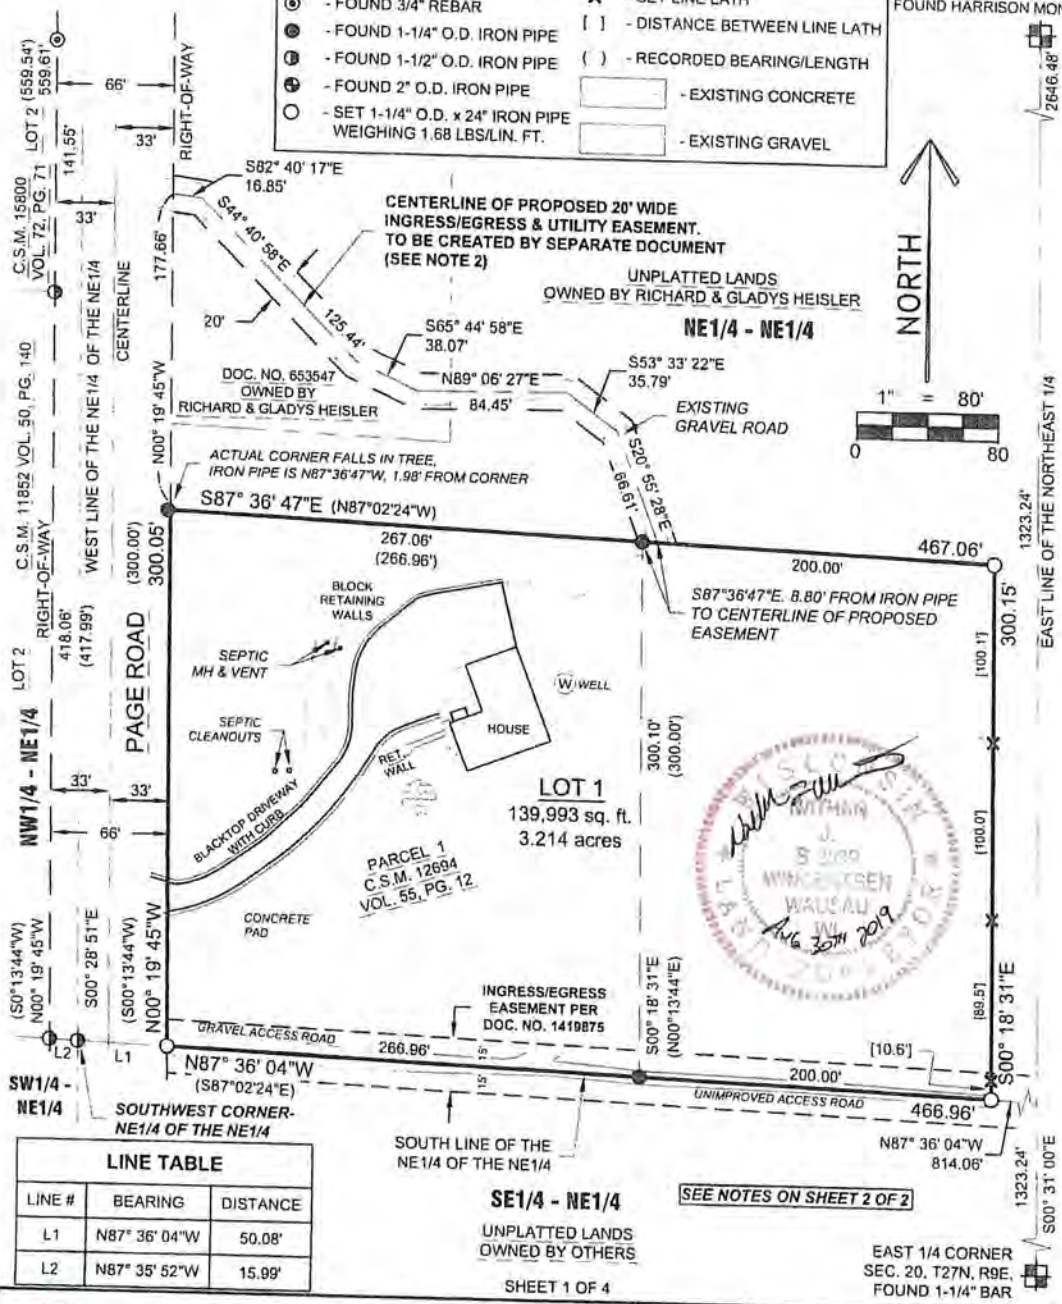 - FOUND 3/4" REBAR
- FOUND 1-1/4" O.D. IRON PIPE
- FOUND 1-1/2" O.D. IRON PIPE
- FOUND 2" O.D. IRON PIPE
- SET 1-1/4" O.D. x 24" IRON PIPE
WEIGHING 1.68 LBS/LIN. FT.
- SET LINE LATH
[ ] - DISTANCE BETWEEN LINE LATH
( ) - RECORDED BEARING/LENGTH
- EXISTING CONCRETE
- EXISTING GRAVEL
FOUND HARRISON MON
2646.48'
C.S.M. 15800
VOL. 72, PG. 71
LOT 2
(559.54')
559.61'
141.55'
66'
33'
33'
RIGHT-OF-WAY
CENTERLINE
WEST LINE OF THE NE1/4 OF THE NE1/4
177.66'
N00° 19' 45"W
S82° 40' 17"E
16.85'
S44° 40' 58"E
125.44'
20'
CENTERLINE OF PROPOSED 20' WIDE
INGRESS/EGRESS & UTILITY EASEMENT.
TO BE CREATED BY SEPARATE DOCUMENT
(SEE NOTE 2)
UNPLATTED LANDS
OWNED BY RICHARD & GLADYS HEISLER
NE1/4 - NE1/4
NORTH
1" = 80'
0 80
S65° 44' 58"E
38.07'
N89° 06' 27"E
84.45'
S53° 33' 22"E
35.79'
EXISTING
GRAVEL ROAD
S20° 55' 28"E
66.61'
DOC. NO. 653547
OWNED BY
RICHARD & GLADYS HEISLER
ACTUAL CORNER FALLS IN TREE,
IRON PIPE IS N87°36'47"W, 1.98' FROM CORNER
C.S.M. 11852 VOL. 50, PG. 140
LOT 2
RIGHT-OF-WAY
418.06'
(417.99')
NW1/4 - NE1/4
PAGE ROAD
(300.00')
300.05'
S87° 36' 47"E (N87°02'24"W)
267.06'
(266.96')
467.06'
200.00'
S87°36'47"E. 8.80' FROM IRON PIPE
TO CENTERLINE OF PROPOSED
EASEMENT
1323.24'
EAST LINE OF THE NORTHEAST 1/4
300.15'
[100.1']
[100.0']
[89.5']
S00° 18' 31"E
BLOCK
RETAINING
WALLS
SEPTIC
MH & VENT
SEPTIC
CLEANOUTS
W WELL
HOUSE
RET.
WALL
BLACKTOP DRIVEWAY
WITH CURB
300.10'
(300.00')
LOT 1
139,993 sq. ft.
3.214 acres
PARCEL 1
C.S.M. 12694
VOL. 55, PG. 12
CONCRETE
PAD
WISCONSIN
NATHAN
J.
WINCENTSEN
WAUSAU
WI
LAND SURVEYOR
Aug 30th 2019
33'
33'
66'
(S0°13'44"W)
N00° 19' 45"W
S00° 28' 51"E
(S00°13'44"W)
N00° 19' 45"W
S00° 18' 31"E
(N00°13'44"E)
INGRESS/EGRESS
EASEMENT PER
DOC. NO. 1419875
GRAVEL ACCESS ROAD
266.96'
15'
15'
[10.6']
200.00'
UNIMPROVED ACCESS ROAD
466.96'
N87° 36' 04"W
(S87°02'24"E)
L2
L1
SW1/4 -
NE1/4
SOUTHWEST CORNER-
NE1/4 OF THE NE1/4
SOUTH LINE OF THE
NE1/4 OF THE NE1/4
N87° 36' 04"W
814.06'
1323.24'
S00° 31' 00"E
LINE TABLE
LINE # BEARING DISTANCE
L1 N87° 36' 04"W 50.08'
L2 N87° 35' 52"W 15.99'
SE1/4 - NE1/4
UNPLATTED LANDS
OWNED BY OTHERS
SEE NOTES ON SHEET 2 OF 2
SHEET 1 OF 4
EAST 1/4 CORNER
SEC. 20, T27N, R9E,
FOUND 1-1/4" BAR